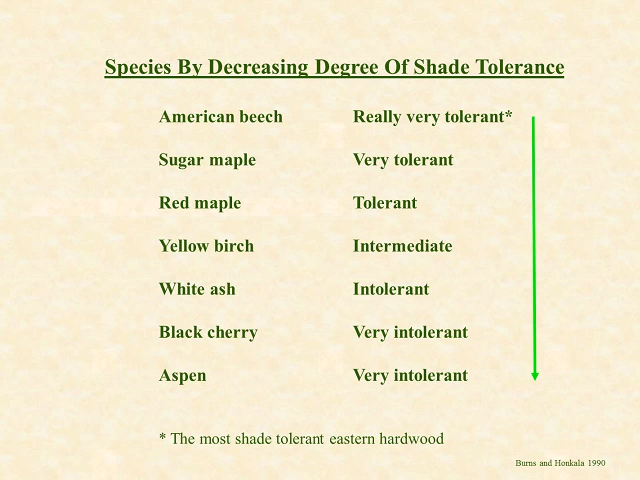 Species By Decreasing Degree Of Shade Tolerance
American beech Really very tolerant*
Sugar maple Very tolerant
Red maple Tolerant
Yellow birch Intermediate
White ash Intolerant
Black cherry Very intolerant
Aspen Very intolerant
* The most shade tolerant eastern hardwood
Burns and Honkala 1990